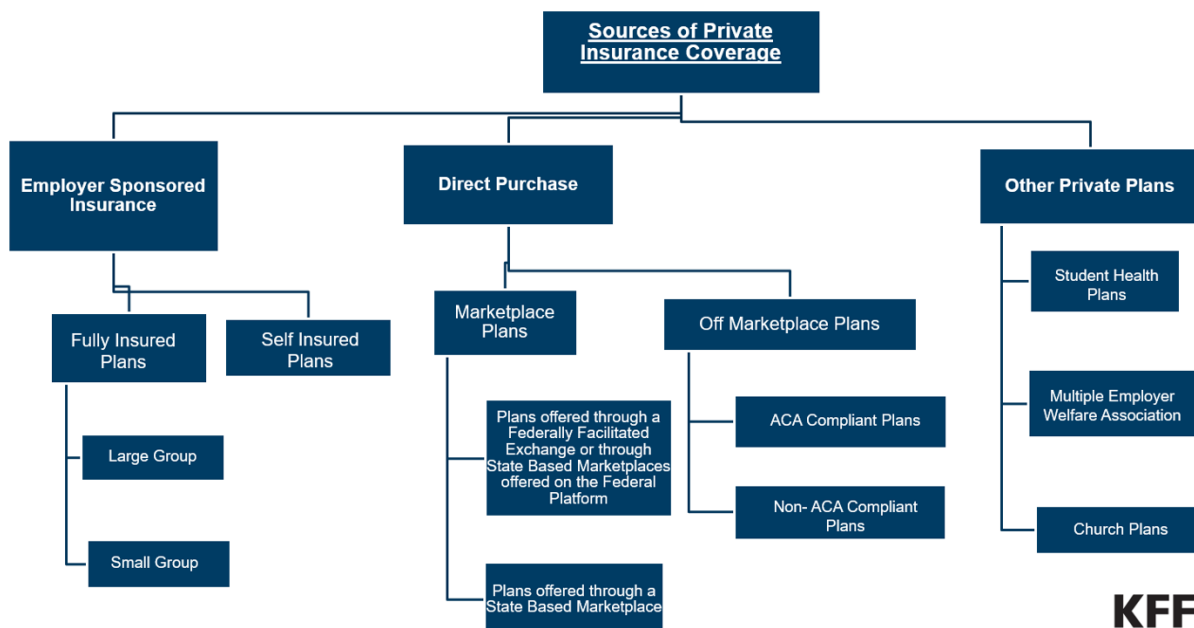 Sources of Private
Insurance Coverage
Employer Sponsored
Insurance
Direct Purchase
Other Private Plans
Fully Insured
Plans
Self Insured
Plans
Large Group
Small Group
Marketplace
Plans
Off Marketplace Plans
Plans offered through a
Federally Facilitated
Exchange or through
State Based Marketplaces
offered on the Federal
Platform
Plans offered through a
State Based Marketplace
ACA Compliant Plans
Non- ACA Compliant
Plans
Student Health
Plans
Multiple Employer
Welfare Association
Church Plans
KFF